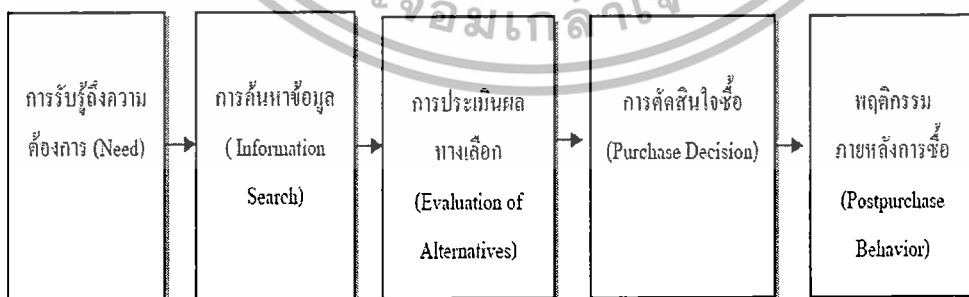 การรับรู้ถึงความ
ต้องการ (Need)
การค้นหาข้อมูล
( Information
Search)
การประเมินผล
ทางเลือก
(Evaluation of
Alternatives)
การตัดสินใจซื้อ
(Purchase Decision)
พฤติกรรม
ภายหลังการซื้อ
(Postpurchase
Behavior)